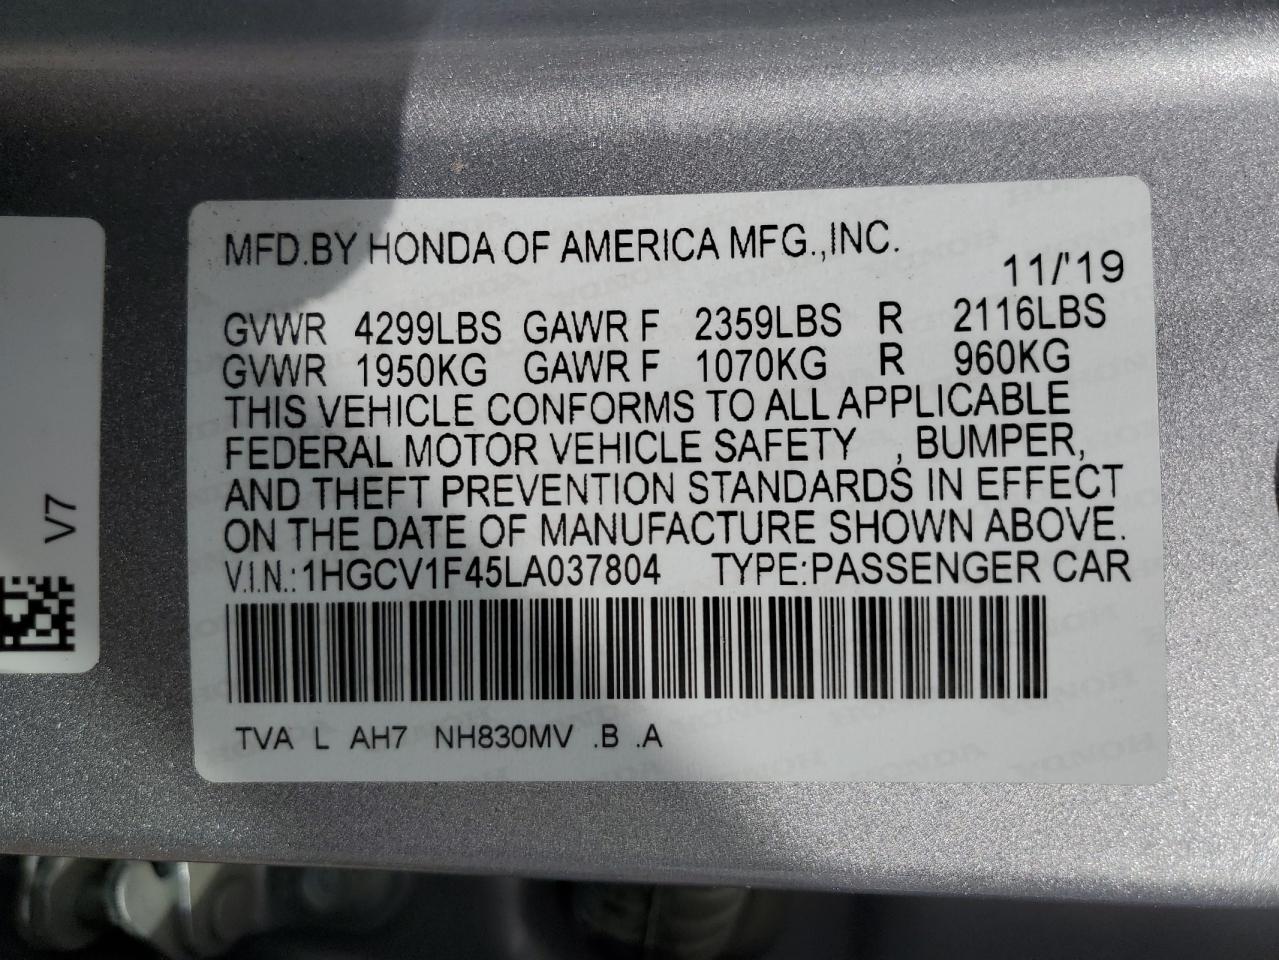 MFD.BY HONDA OF AMERICA MFG.,INC.
11/'19
GVWR 4299LBS GAWR F 2359LBS R 2116LBS
GVWR 1950KG GAWR F 1070KG R 960KG
THIS VEHICLE CONFORMS TO ALL APPLICABLE
FEDERAL MOTOR VEHICLE SAFETY , BUMPER,
AND THEFT PREVENTION STANDARDS IN EFFECT
ON THE DATE OF MANUFACTURE SHOWN ABOVE.
V.I.N.:1HGCV1F45LA037804 TYPE:PASSENGER CAR
TVA L AH7 NH830MV .B .A
V7